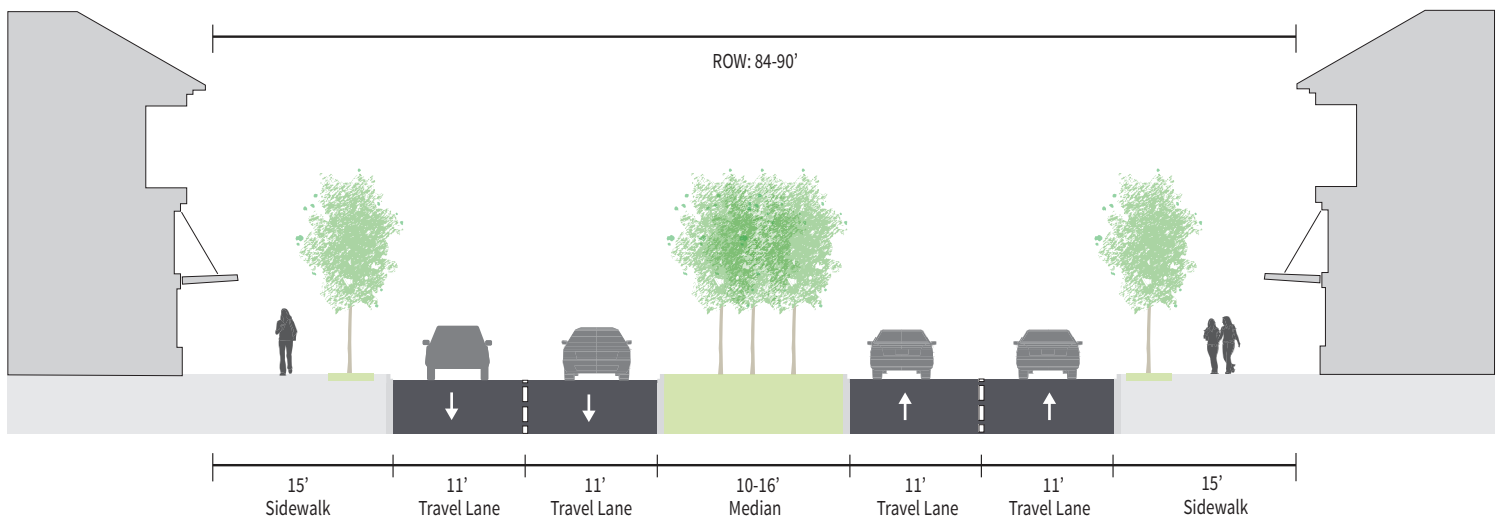 ROW: 84-90’
15’
Sidewalk
11’
Travel Lane
11’
Travel Lane
10-16’
Median
11’
Travel Lane
11’
Travel Lane
15’
Sidewalk